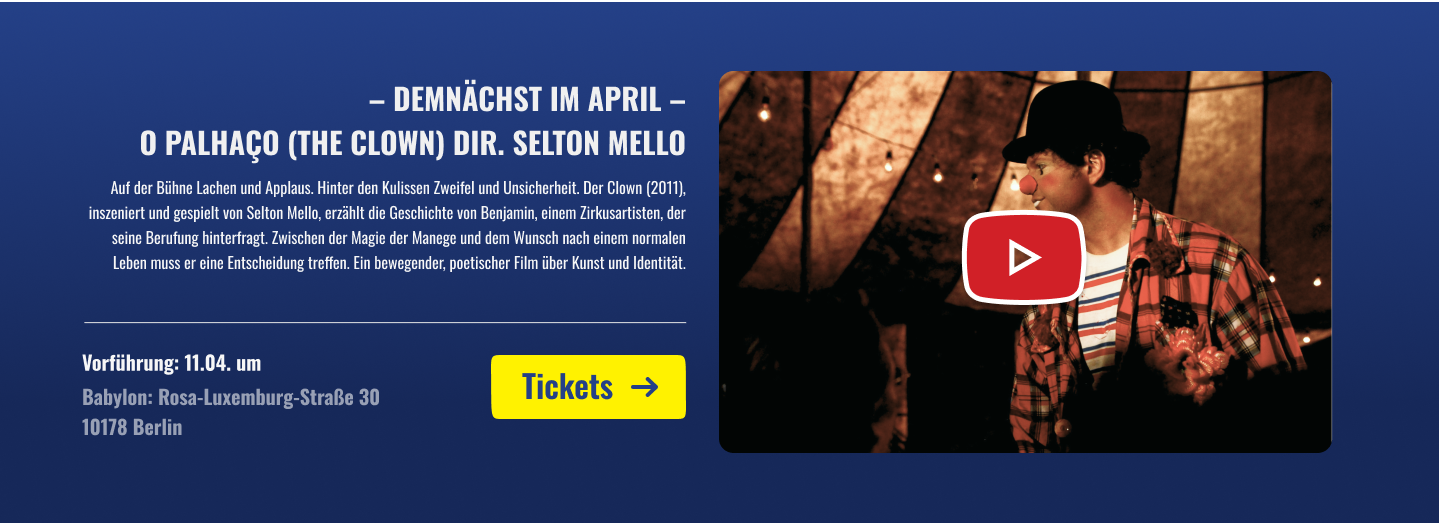 – DEMNÄCHST IM APRIL –
O PALHAÇO (THE CLOWN) DIR. SELTON MELLO
Auf der Bühne Lachen und Applaus. Hinter den Kulissen Zweifel und Unsicherheit. Der Clown (2011),
inszeniert und gespielt von Selton Mello, erzählt die Geschichte von Benjamin, einem Zirkusartisten, der
seine Berufung hinterfragt. Zwischen der Magie der Manege und dem Wunsch nach einem normalen
Leben muss er eine Entscheidung treffen. Ein bewegender, poetischer Film über Kunst und Identität.
Vorführung: 11.04. um
Babylon: Rosa-Luxemburg-Straße 30
10178 Berlin
Tickets →